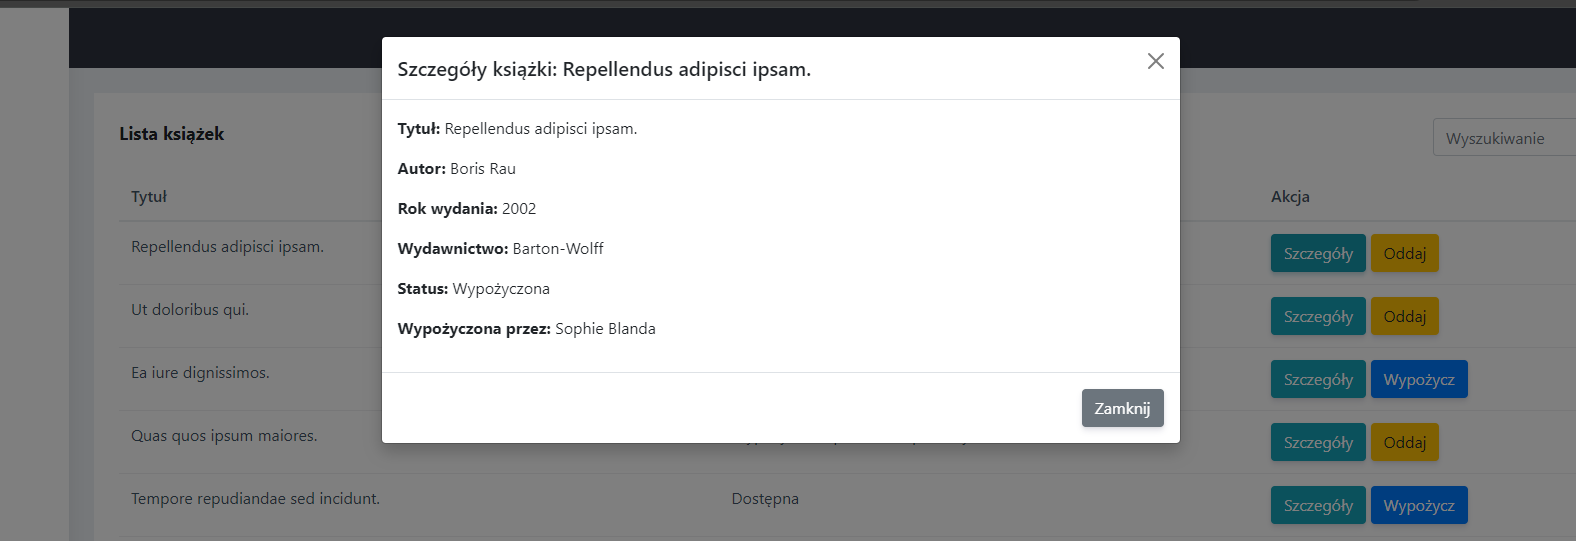 Szczegóły książki: Repellendus adipisci ipsam.
Tytuł: Repellendus adipisci ipsam.
Autor: Boris Rau
Rok wydania: 2002
Wydawnictwo: Barton-Wolff
Status: Wypożyczona
Wypożyczona przez: Sophie Blanda
Zamknij
Lista książek
Wyszukiwanie
Tytuł
Akcja
Repellendus adipisci ipsam.
Szczegóły Oddaj
Ut doloribus qui.
Szczegóły Oddaj
Ea iure dignissimos.
Szczegóły Wypożycz
Quas quos ipsum maiores.
Szczegóły Oddaj
Tempore repudiandae sed incidunt.
Dostępna
Szczegóły Wypożycz